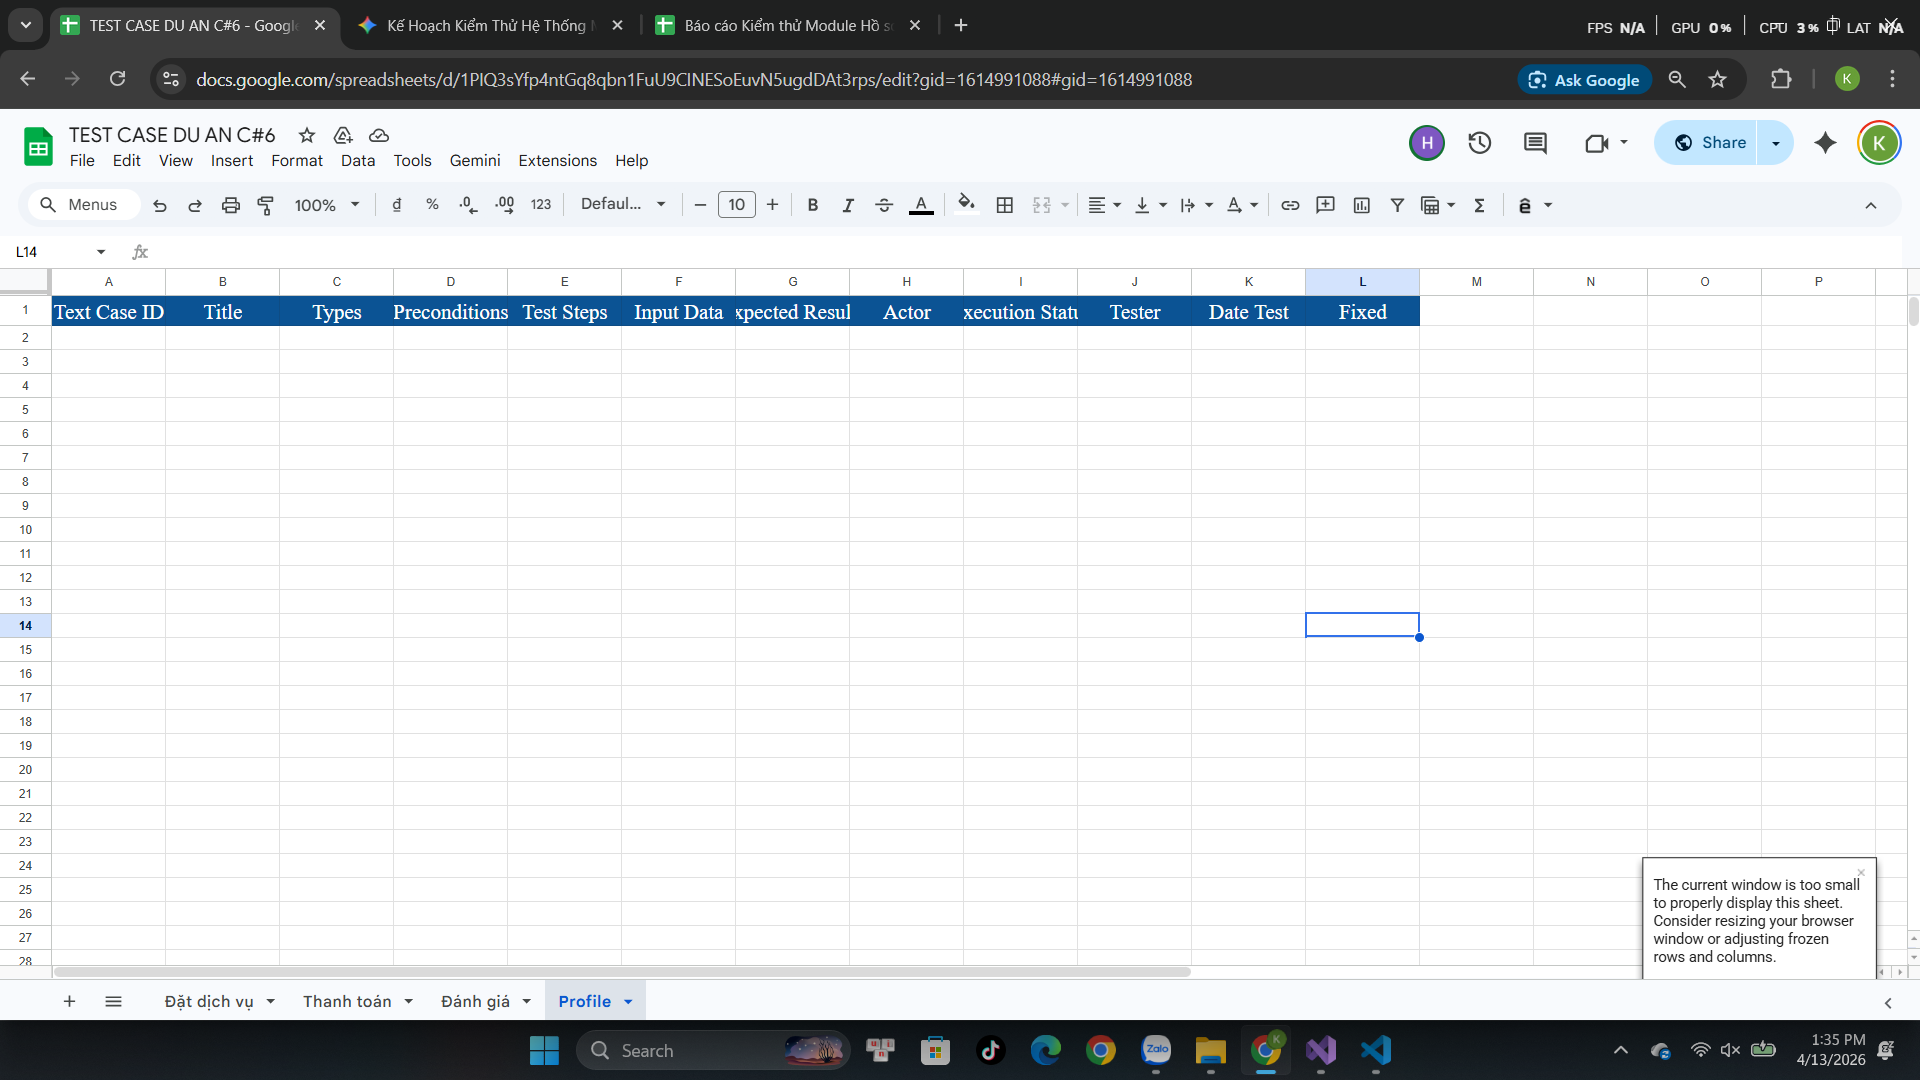 TEST CASE DU AN C#6 - Google
Kế Hoạch Kiểm Thử Hệ Thống
Báo cáo Kiểm thử Module Hồ
FPS N/A GPU 0% CPU 3% LAT N/A
docs.google.com/spreadsheets/d/1PIQ3sYfp4ntGq8qbn1FuU9CINESoEuvN5ugdDAt3rps/edit?gid=1614991088#gid=1614991088
Ask Google
K
TEST CASE DU AN C#6
H
Share
K
File Edit View Insert Format Data Tools Gemini Extensions Help
Menus 100% đ % .0 .00 123 Defaul... 10 B I S A Σ ê
L14 fx
A B C D E F G H I J K L M N O P
1 Text Case ID Title Types Preconditions Test Steps Input Data xpected Resul Actor xecution Statu Tester Date Test Fixed
2
3
4
5
6
7
8
9
10
11
12
13
14
15
16
17
18
19
20
21
22
23
24
25
26
27
28
The current window is too small
to properly display this sheet.
Consider resizing your browser
window or adjusting frozen
rows and columns.
Đặt dịch vụ Thanh toán Đánh giá Profile
Search
Zalo
K
1:35 PM
4/13/2026